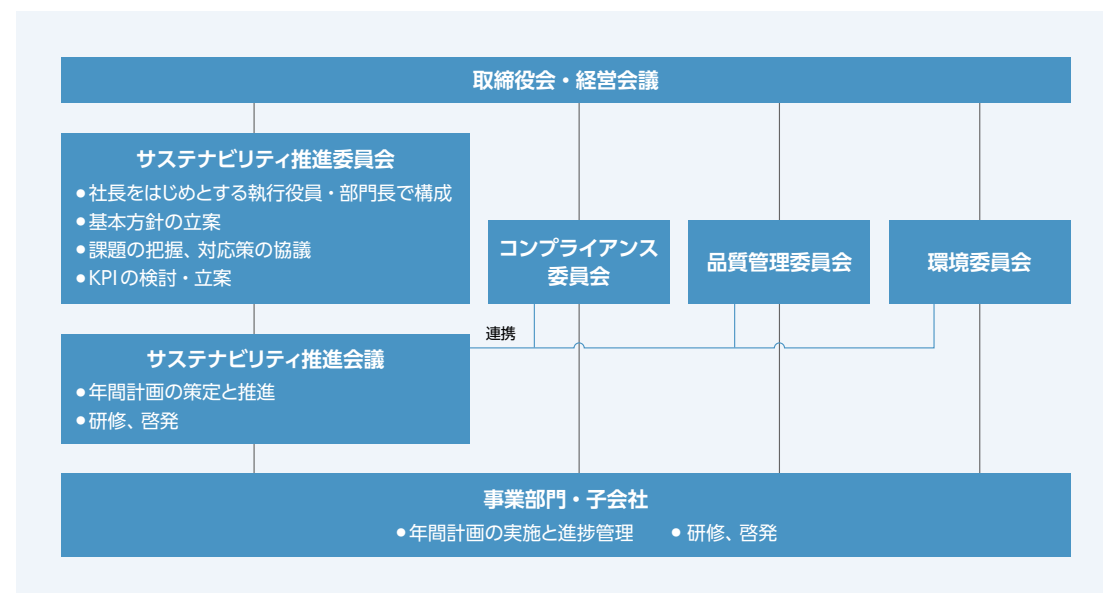 取締役会・経営会議
サステナビリティ推進委員会
●社長をはじめとする執行役員・部門長で構成
●基本方針の立案
●課題の把握、対応策の協議
●KPIの検討・立案
コンプライアンス
委員会
品質管理委員会
環境委員会
連携
サステナビリティ推進会議
●年間計画の策定と推進
●研修、啓発
事業部門・子会社
●年間計画の実施と進捗管理 ●研修、啓発